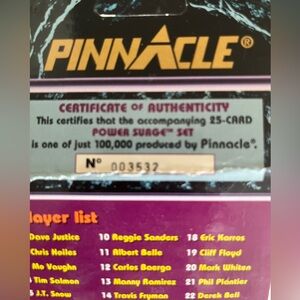 PINNACLE®
CERTIFICATE OF AUTHENTICITY
This certifies that the accompanying 25-CARD
POWER SURGE™ SET
is one of just 100,000 produced by Pinnacle®.
Nº 003532
layer list
Dave Justice 10 Reggie Sanders 18 Eric Karros
Chris Hoiles 11 Albert Belle 19 Cliff Floyd
Mo Vaughn 12 Carlos Baerga 20 Mark Whiten
Tim Salmon 13 Manny Ramirez 21 Phil Plantier
J.T. Snow 14 Travis Fryman 22 Derek Bell